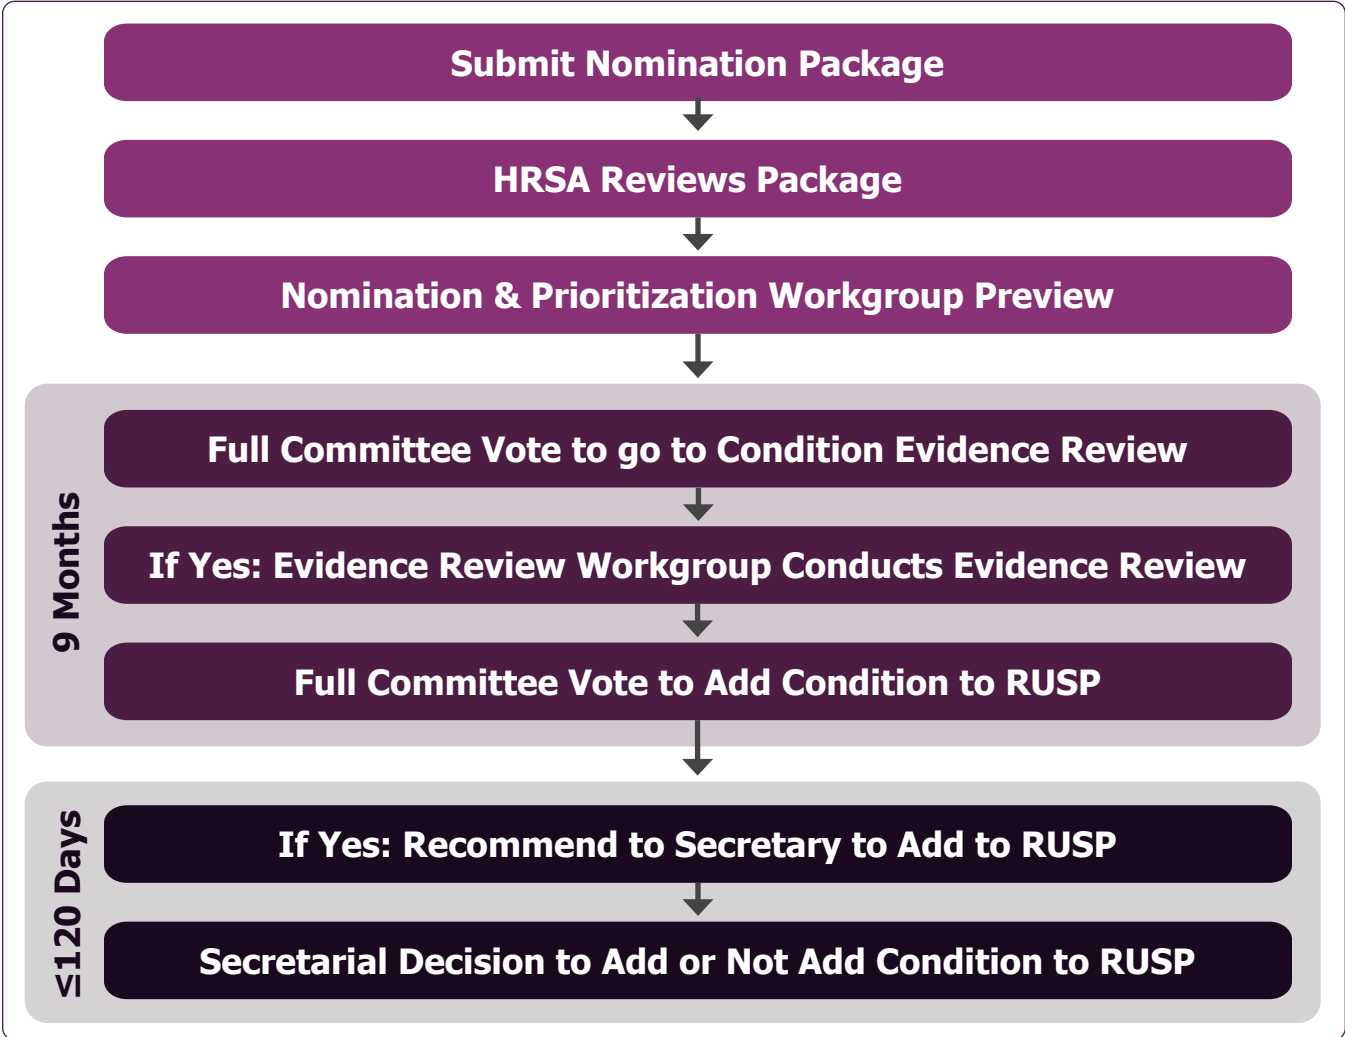 Submit Nomination Package
HRSA Reviews Package
Nomination & Prioritization Workgroup Preview
9 Months
Full Committee Vote to go to Condition Evidence Review
If Yes: Evidence Review Workgroup Conducts Evidence Review
Full Committee Vote to Add Condition to RUSP
≤120 Days
If Yes: Recommend to Secretary to Add to RUSP
Secretarial Decision to Add or Not Add Condition to RUSP